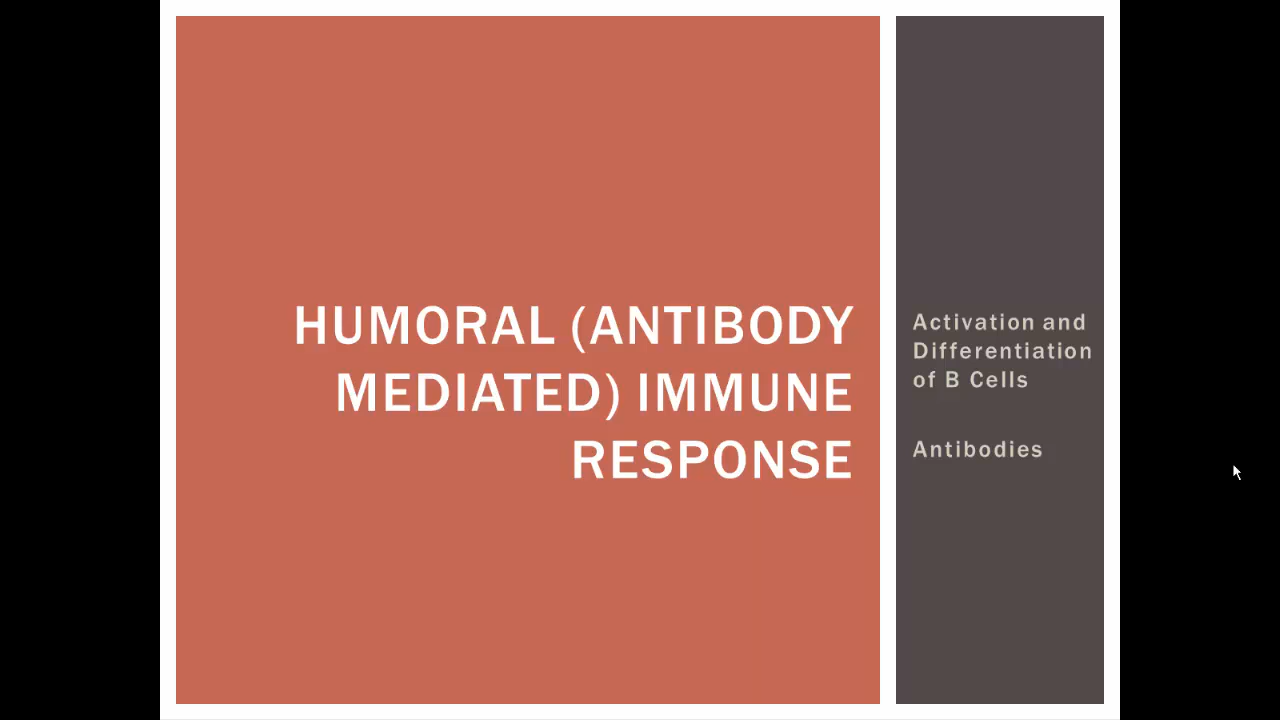 HUMORAL (ANTIBODY
MEDIATED) IMMUNE
RESPONSE
Activation and
Differentiation
of B Cells
Antibodies